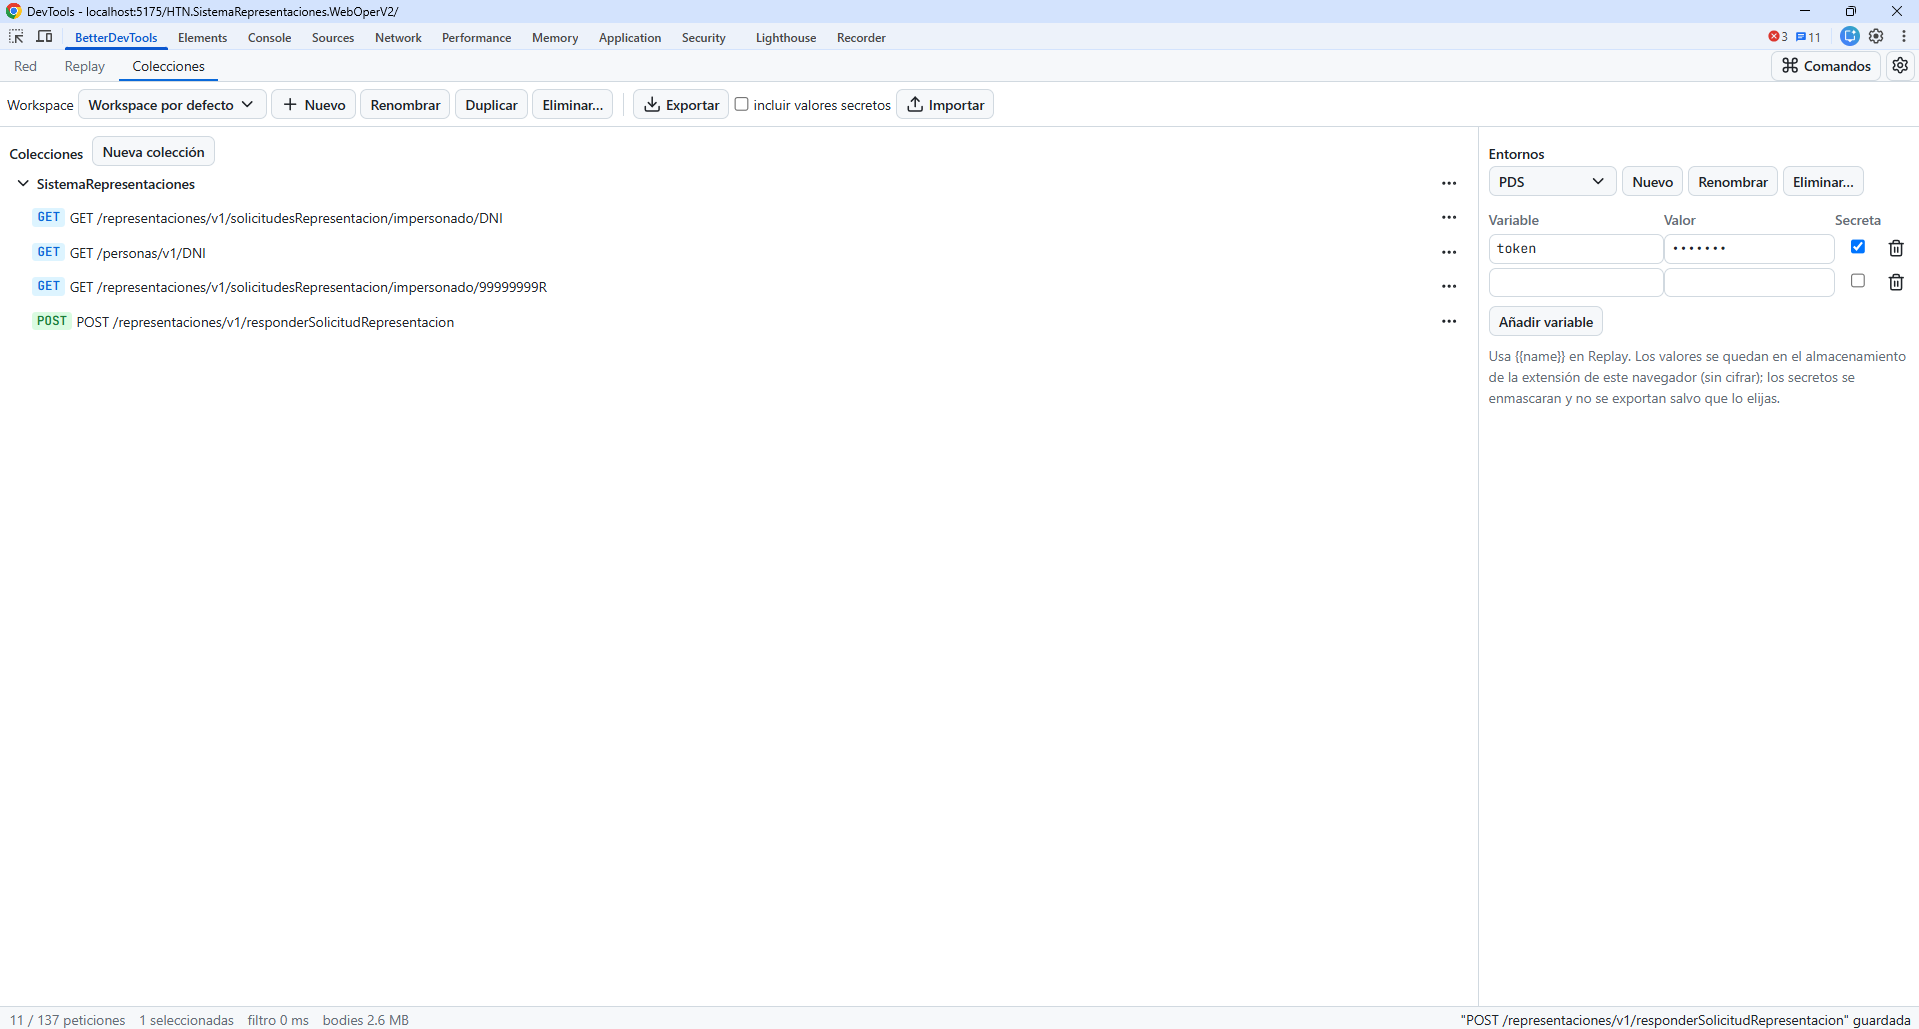 DevTools - localhost:5175/HTN.SistemaRepresentaciones.WebOperV2/
BetterDevTools Elements Console Sources Network Performance Memory Application Security Lighthouse Recorder 3 11
Red Replay Colecciones Comandos
Workspace Workspace por defecto Nuevo Renombrar Duplicar Eliminar... Exportar incluir valores secretos Importar
Colecciones Nueva colección
SistemaRepresentaciones
GET GET /representaciones/v1/solicitudesRepresentacion/impersonado/DNI
GET GET /personas/v1/DNI
GET GET /representaciones/v1/solicitudesRepresentacion/impersonado/99999999R
POST POST /representaciones/v1/responderSolicitudRepresentacion
Entornos
PDS Nuevo Renombrar Eliminar...
Variable Valor Secreta
token •••••••
Añadir variable
Usa {{name}} en Replay. Los valores se quedan en el almacenamiento
de la extensión de este navegador (sin cifrar); los secretos se
enmascaran y no se exportan salvo que lo elijas.
11 / 137 peticiones 1 seleccionadas filtro 0 ms bodies 2.6 MB "POST /representaciones/v1/responderSolicitudRepresentacion" guardada